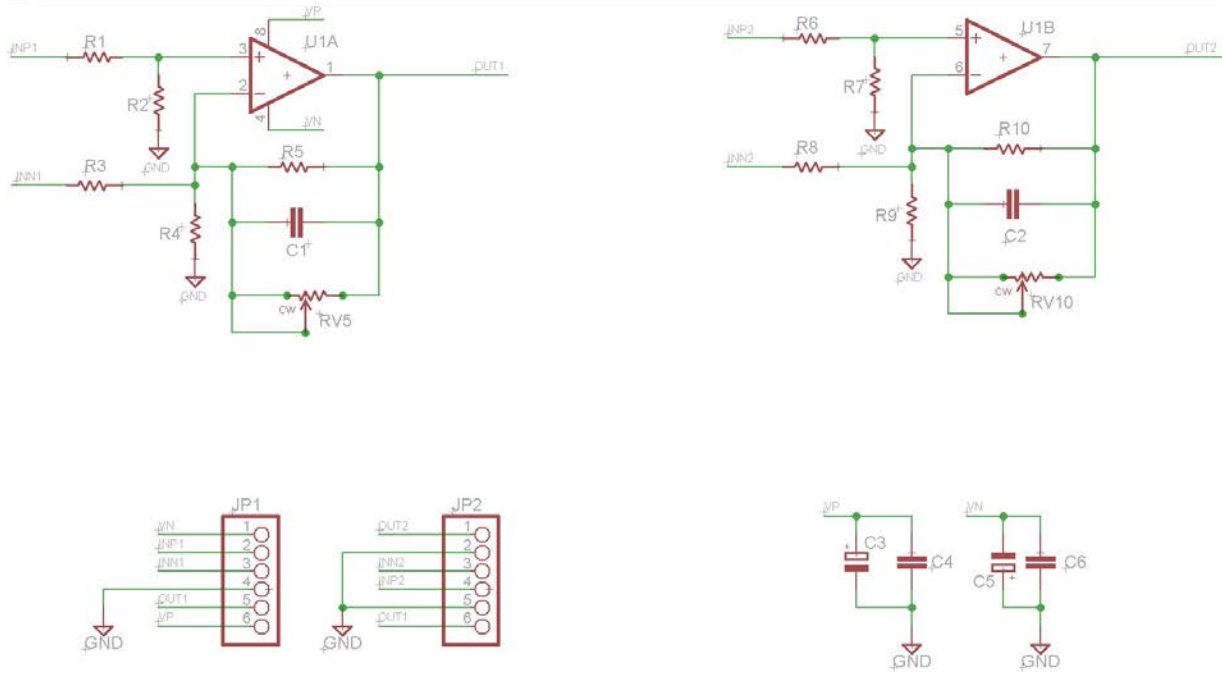 VP
INP1
R1
8
U1A
3
+
+
1
OUT1
2
−
R2
4
VN
GND
R3
INN1
R5
R4
C1
GND
cw
RV5
INP2
R6
U1B
5
+
+
7
OUT2
6
−
R7
GND
R8
INN2
R10
R9
C2
GND
cw
RV10
JP1
VN 1
INP1 2
INN1 3
4
OUT1 5
VP 6
GND
JP2
OUT2 1
2
INN2 3
INP2 4
5
OUT1 6
GND
VP
+
C3
C4
GND
VN
C5
+
C6
GND